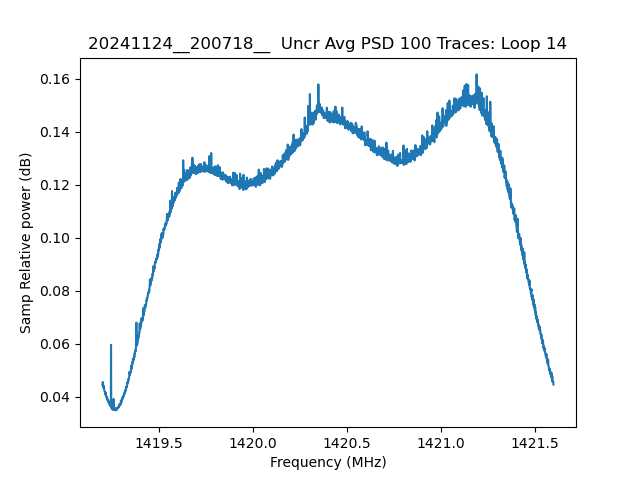 20241124__200718__  Uncr Avg PSD 100 Traces: Loop 14
Samp Relative power (dB)
0.16
0.14
0.12
0.10
0.08
0.06
0.04
1419.5 1420.0 1420.5 1421.0 1421.5
Frequency (MHz)